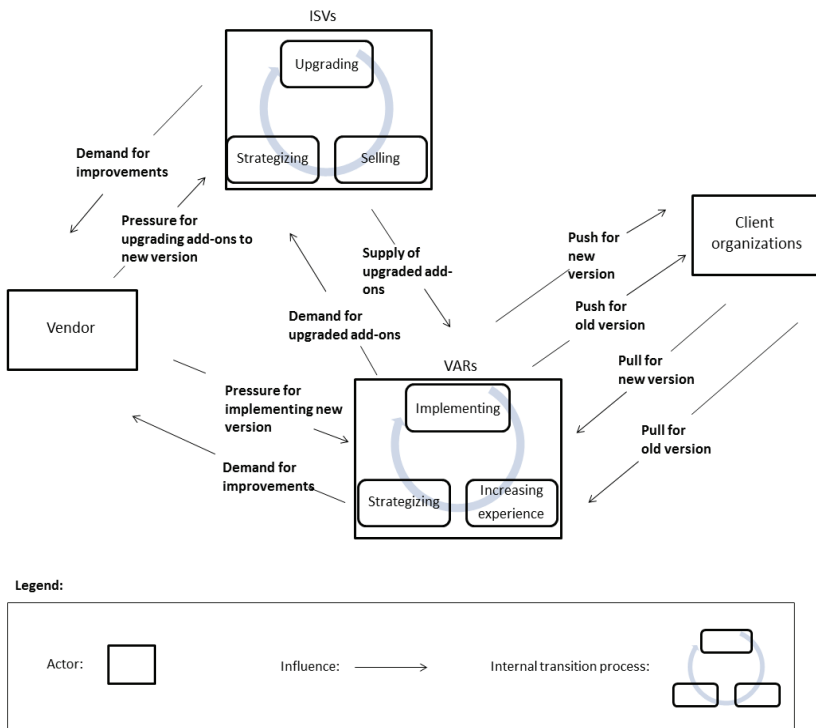 ISVs
Upgrading
Strategizing
Selling
Demand for
improvements
Pressure for
upgrading add-ons to
new version
Supply of
upgraded add-
ons
Demand for
upgraded add-ons
Push for
new
version
Client
organizations
Push for
old version
Vendor
VARs
Implementing
Strategizing
Increasing
experience
Pull for
new version
Pull for
old version
Pressure for
implementing new
version
Demand for
improvements
Legend:
Actor:
Influence:
Internal transition process: